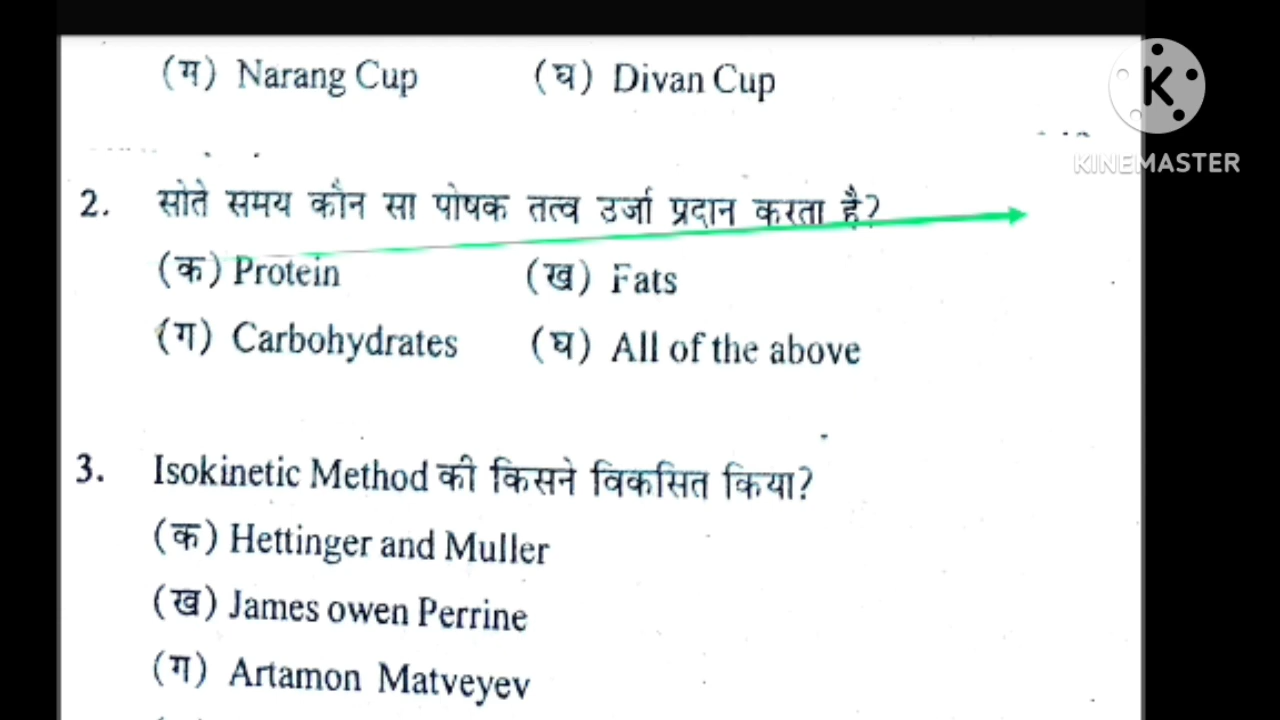 (ग) Narang Cup (घ) Divan Cup
K
KINEMASTER
2. सोते समय कौन सा पोषक तत्व उर्जा प्रदान करता है?
(क) Protein (ख) Fats
(ग) Carbohydrates (घ) All of the above
3. Isokinetic Method की किसने विकसित किया?
(क) Hettinger and Muller
(ख) James owen Perrine
(ग) Artamon Matveyev